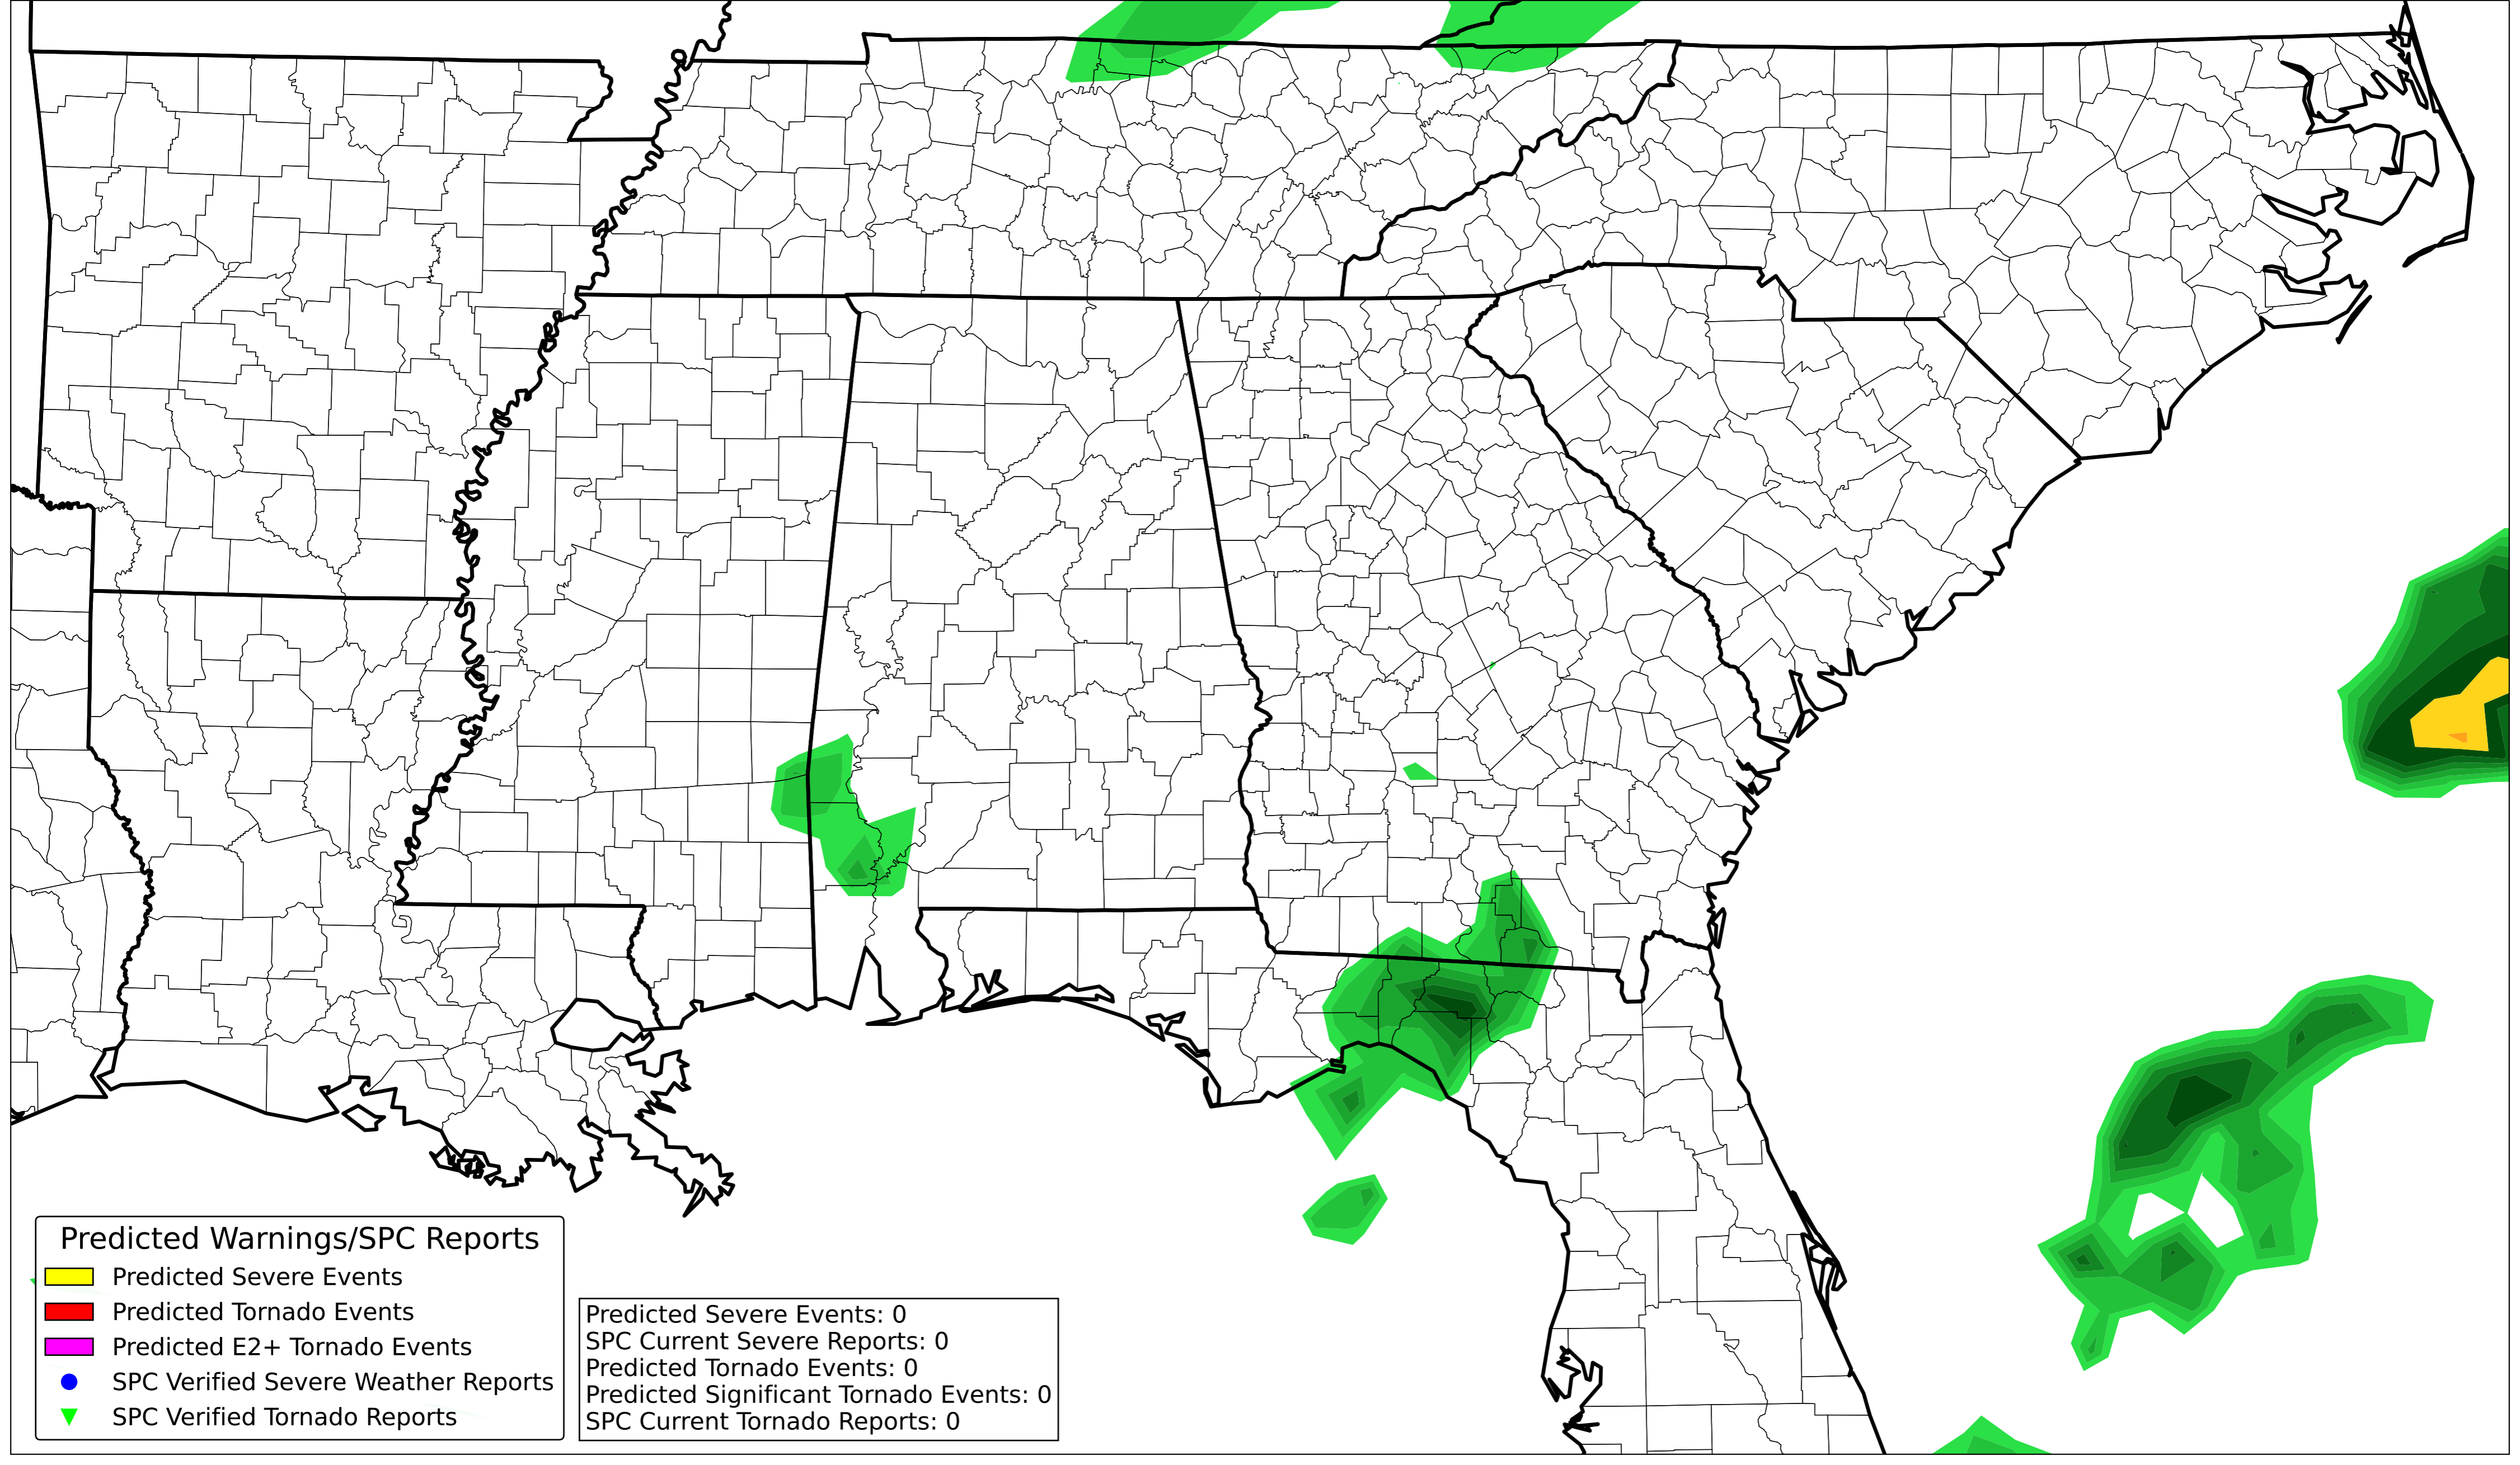 Predicted Warnings/SPC Reports
Predicted Severe Events
Predicted Tornado Events
Predicted E2+ Tornado Events
SPC Verified Severe Weather Reports
SPC Verified Tornado Reports
Predicted Severe Events: 0
SPC Current Severe Reports: 0
Predicted Tornado Events: 0
Predicted Significant Tornado Events: 0
SPC Current Tornado Reports: 0